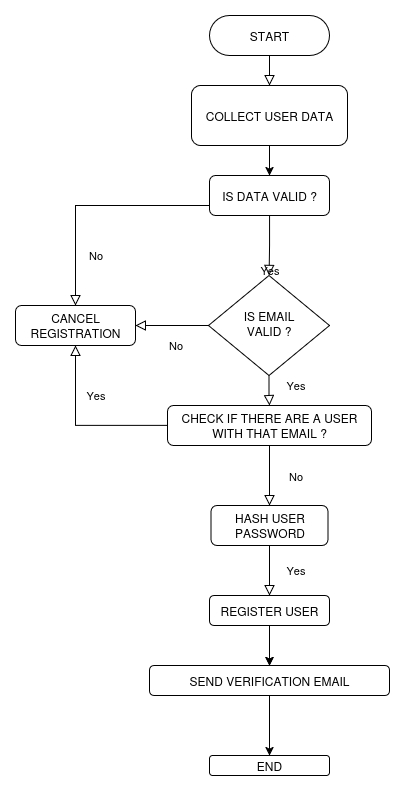 START
COLLECT USER DATA
IS DATA VALID ?
No
Yes
IS EMAIL
VALID ?
CANCEL
REGISTRATION
No
Yes
Yes
CHECK IF THERE ARE A USER
WITH THAT EMAIL ?
No
HASH USER
PASSWORD
Yes
REGISTER USER
SEND VERIFICATION EMAIL
END